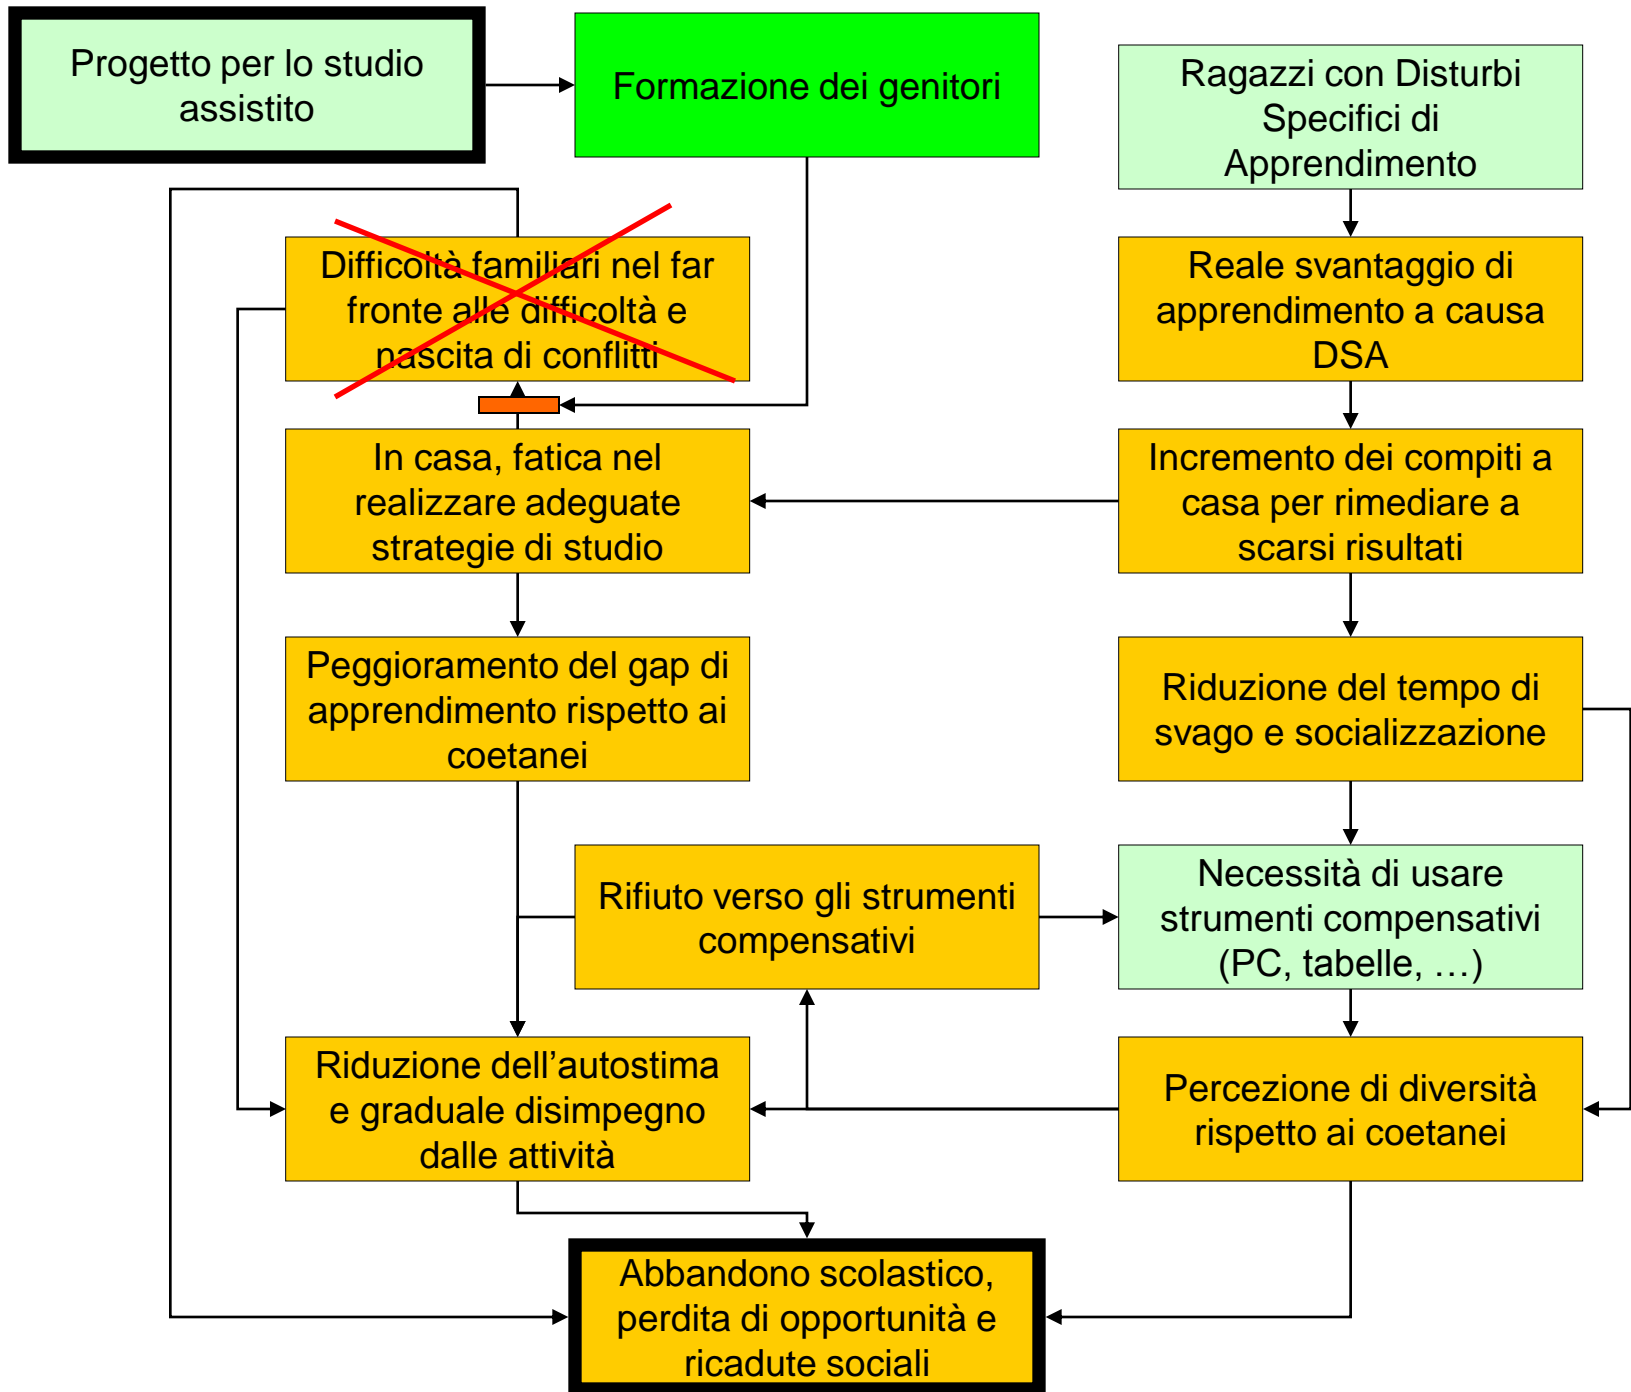 Progetto per lo studio
assistito
Formazione dei genitori
Ragazzi con Disturbi
Specifici di
Apprendimento
Difficoltà familiari nel far
fronte alle difficoltà e
nascita di conflitti
Reale svantaggio di
apprendimento a causa
DSA
In casa, fatica nel
realizzare adeguate
strategie di studio
Incremento dei compiti a
casa per rimediare a
scarsi risultati
Peggioramento del gap di
apprendimento rispetto ai
coetanei
Riduzione del tempo di
svago e socializzazione
Rifiuto verso gli strumenti
compensativi
Necessità di usare
strumenti compensativi
(PC, tabelle, …)
Riduzione dell’autostima
e graduale disimpegno
dalle attività
Percezione di diversità
rispetto ai coetanei
Abbandono scolastico,
perdita di opportunità e
ricadute sociali